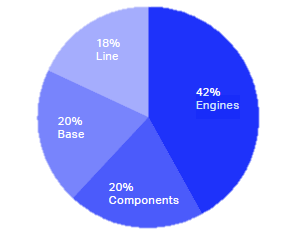 18%
Line
42%
Engines
20%
Base
20%
Components